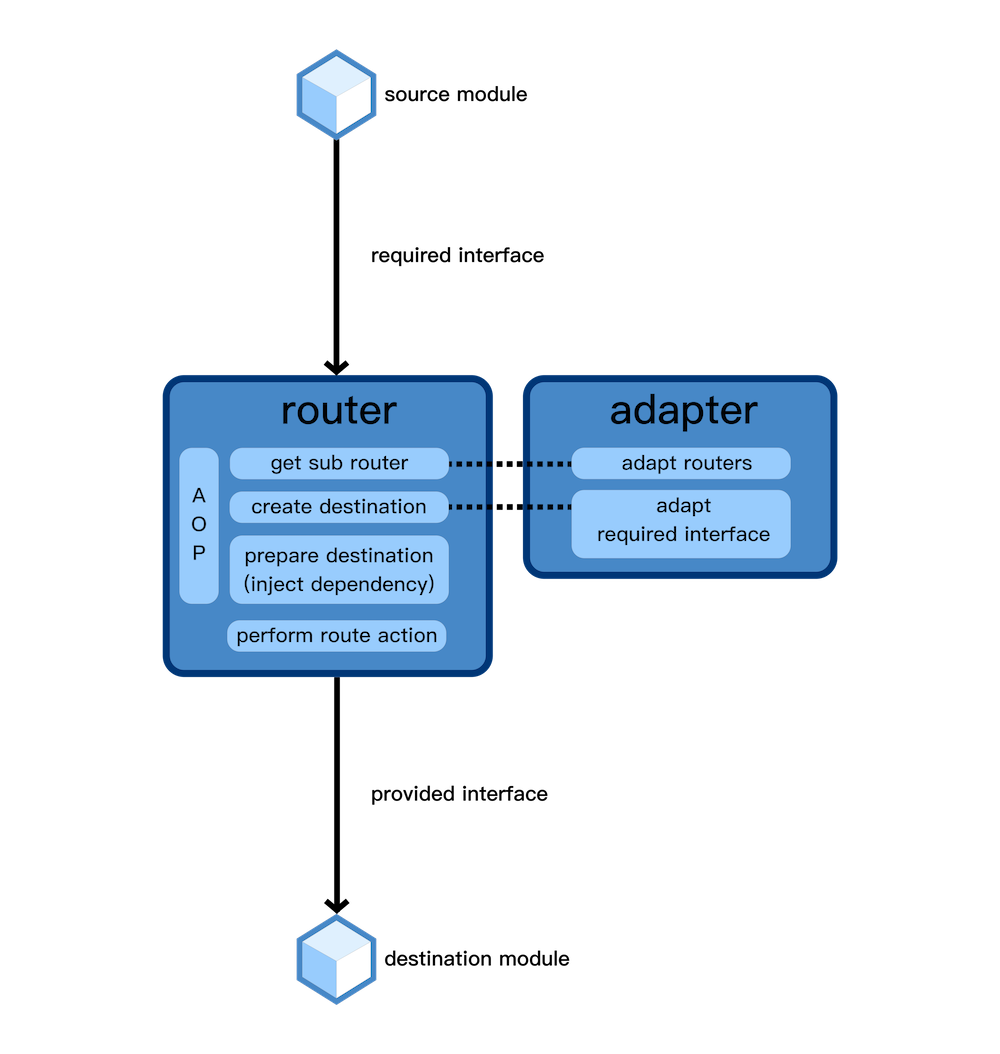 source module
required interface
router
A
O
P
get sub router
create destination
prepare destination
(inject dependency)
perform route action
adapter
adapt routers
adapt
required interface
provided interface
destination module